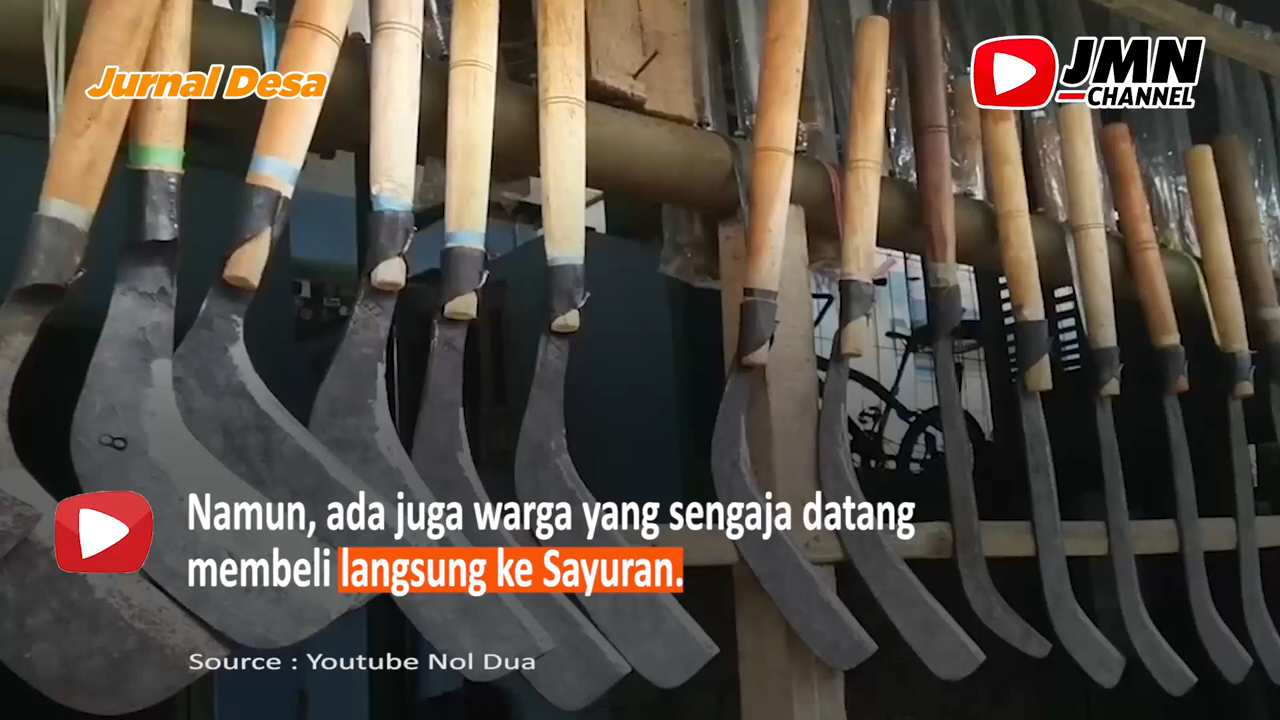 Jurnal Desa
JMN
CHANNEL
8
Namun, ada juga warga yang sengaja datang
membeli langsung ke Sayuran.
Source : Youtube Nol Dua